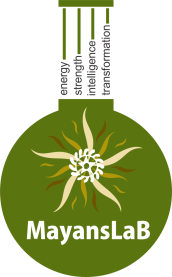 energy
strength
intelligence
transformation
MayansLaB